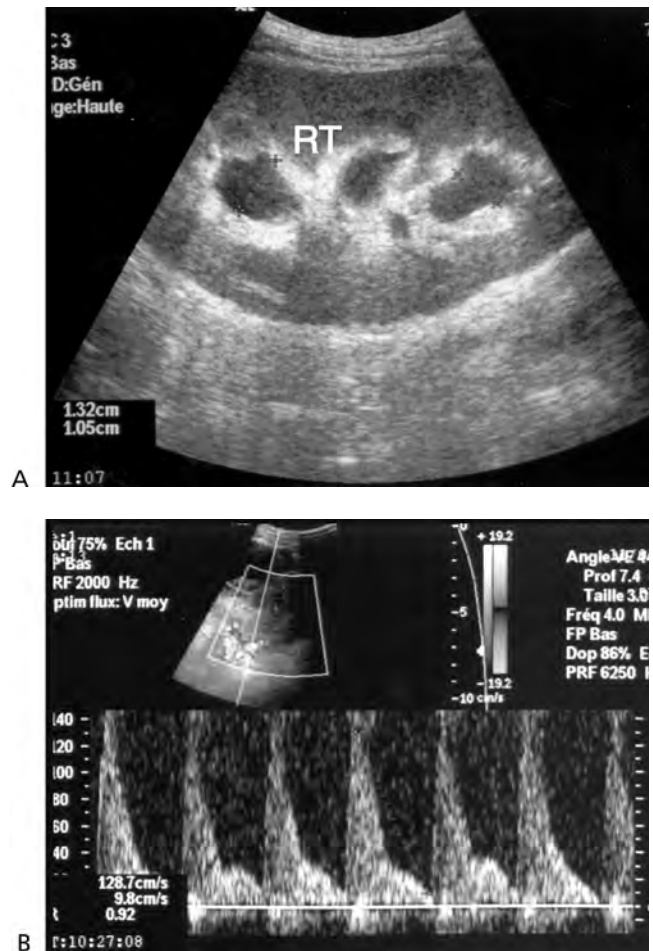 C 3
Bas
D:Gén
ge:Haute
RT
1.32cm
1.05cm
11:07
A
75% Ech 1
Bas
RF 2000 Hz
ptim flux: V moy
+ 19.2
- 19.2
-5
-10 cm/s
Prof 7.4
Taille 3.0
Fréq 4.0 M
FP Bas
Dop 86% E
PRF 6250
140
120
100
80
60
40
128.7cm/s
9.8cm/s
R 0.92
T:10:27:08
B